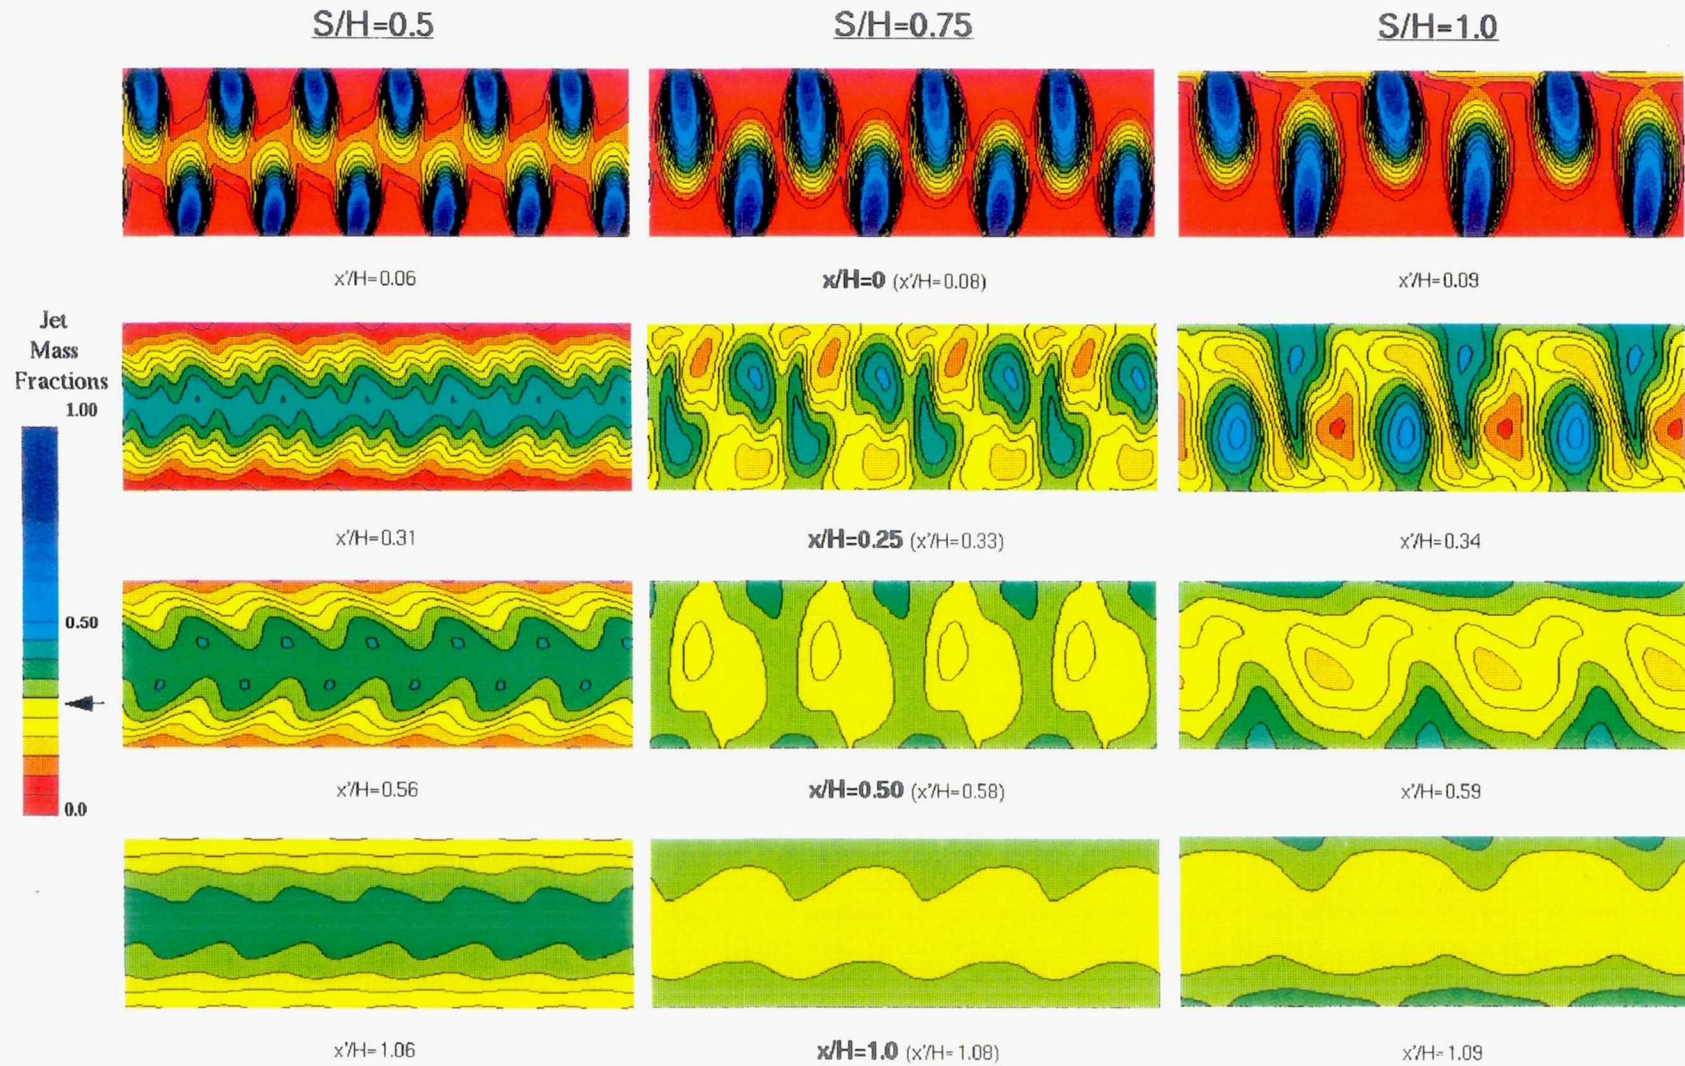 S/H=0.5 S/H=0.75 S/H=1.0
x'/H=0.06 x/H=0 (x'/H=0.08) x'/H=0.09
Jet
Mass
Fractions
1.00
0.50
0.0
x'/H=0.31 x/H=0.25 (x'/H=0.33) x'/H=0.34
x'/H=0.56 x/H=0.50 (x'/H=0.58) x'/H=0.59
x'/H=1.06 x/H=1.0 (x'/H=1.08) x'/H=1.09